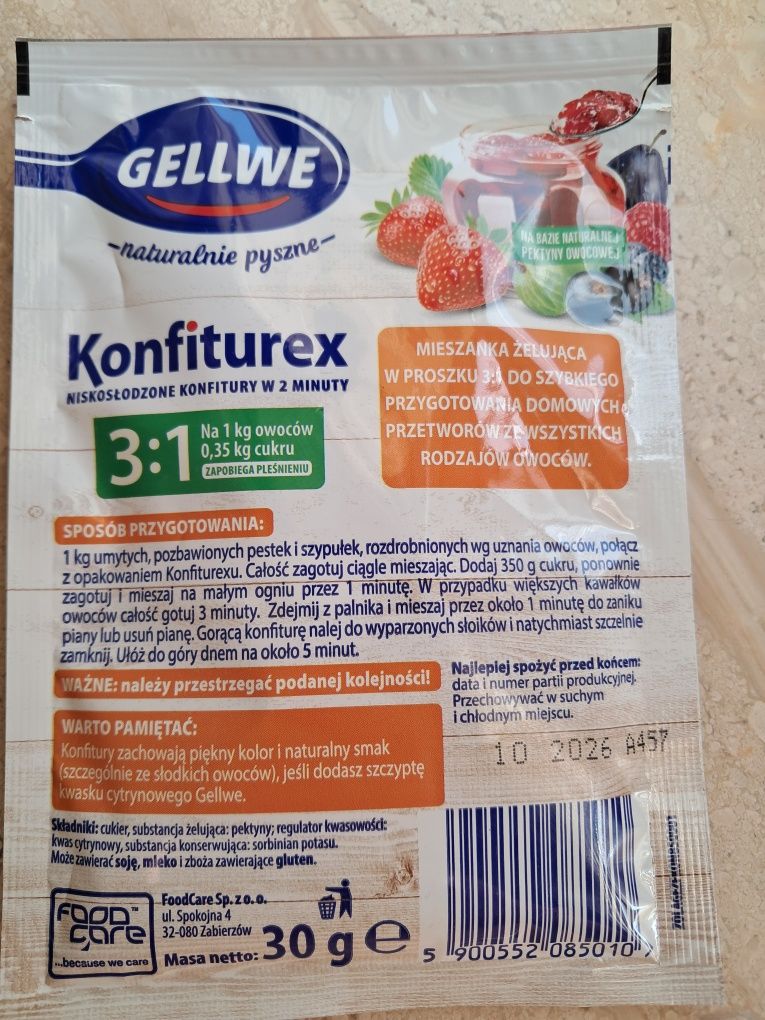 GELLWE
naturalnie pyszne
NA BAZIE NATURALNEJ
PEKTYNY OWOCOWEJ
Konfiturex
NISKOSŁODZONE KONFITURY W 2 MINUTY
3:1
Na 1 kg owoców
0,35 kg cukru
ZAPOBIEGA PLEŚNIENIU
MIESZANKA ŻELUJĄCA
W PROSZKU 3:1 DO SZYBKIEGO
PRZYGOTOWANIA DOMOWYCH
PRZETWORÓW ZE WSZYSTKICH
RODZAJÓW OWOCÓW.
SPOSÓB PRZYGOTOWANIA:
1 kg umytych, pozbawionych pestek i szypułek, rozdrobnionych wg uznania owoców, połącz
z opakowaniem Konfiturexu. Całość zagotuj ciągle mieszając. Dodaj 350 g cukru, ponownie
zagotuj i mieszaj na małym ogniu przez 1 minutę. W przypadku większych kawałków
owoców całość gotuj 3 minuty. Zdejmij z palnika i mieszaj przez około 1 minutę do zaniku
piany lub usuń pianę. Gorącą konfiturę nalej do wyparzonych słoików i natychmiast szczelnie
zamknij. Ułóż do góry dnem na około 5 minut.
WAŻNE: należy przestrzegać podanej kolejności!
WARTO PAMIĘTAĆ:
Konfitury zachowają piękny kolor i naturalny smak
(szczególnie ze słodkich owoców), jeśli dodasz szczyptę
kwasku cytrynowego Gellwe.
Najlepiej spożyć przed końcem:
data i numer partii produkcyjnej.
Przechowywać w suchym
i chłodnym miejscu.
10 2026 A457
Składniki: cukier, substancja żelująca: pektyny; regulator kwasowości:
kwas cytrynowy, substancja konserwująca: sorbinian potasu.
Może zawierać soję, mleko i zboża zawierające gluten.
FOOD CARE™
...because we care
FoodCare Sp. z o.o.
ul. Spokojna 4
32-080 Zabierzów
Masa netto: 30 g e
5 900552 085010